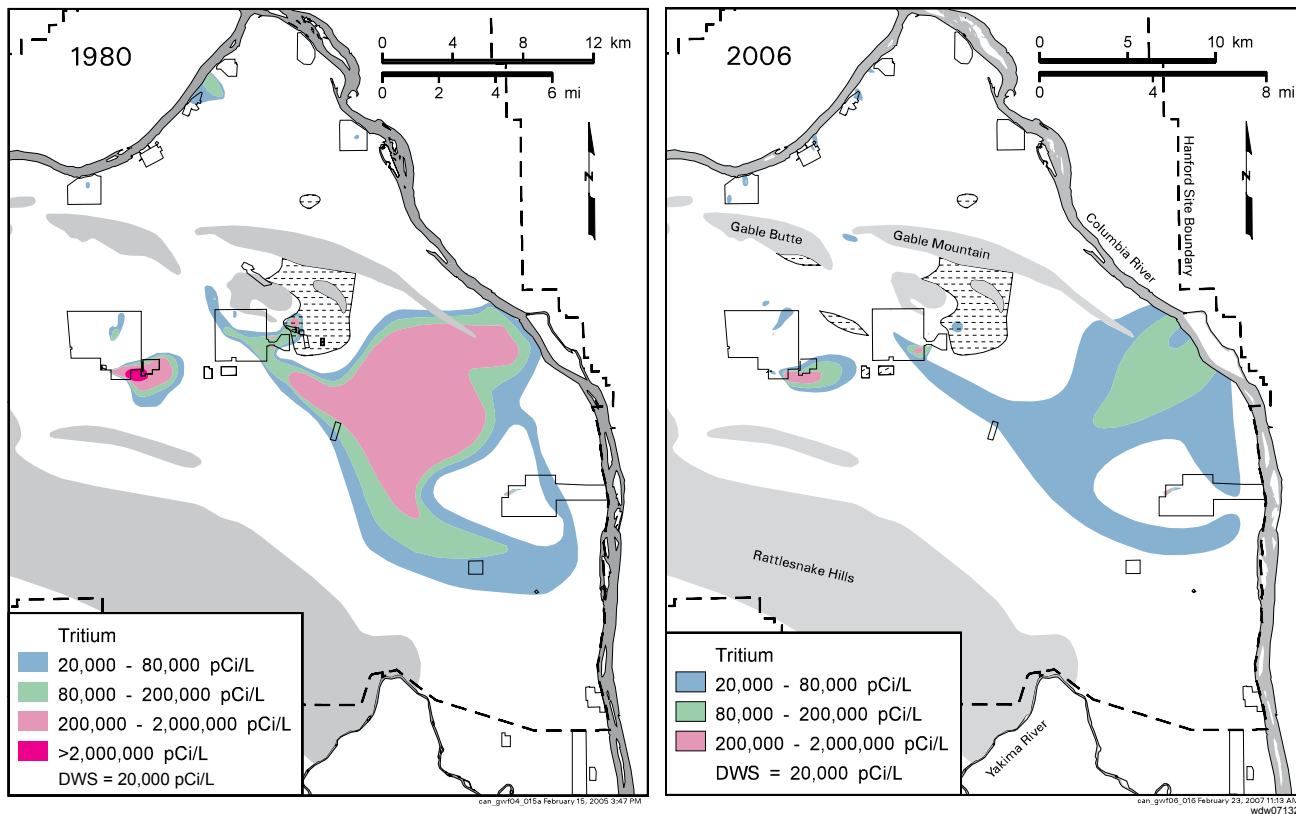 1980
0 4 8 12 km
0 2 4 6 mi
N
Tritium
20,000 - 80,000 pCi/L
80,000 - 200,000 pCi/L
200,000 - 2,000,000 pCi/L
>2,000,000 pCi/L
DWS = 20,000 pCi/L
can_gwf04_015a February 15, 2005 3:47 PM
2006
0 5 10 km
0 4 8 mi
Hanford Site Boundary
N
Columbia River
Gable Butte
Gable Mountain
Rattlesnake Hills
Yakima River
Tritium
20,000 - 80,000 pCi/L
80,000 - 200,000 pCi/L
200,000 - 2,000,000 pCi/L
DWS = 20,000 pCi/L
can_gwf06_016 February 23, 2007 11:13 AM
wdw07132